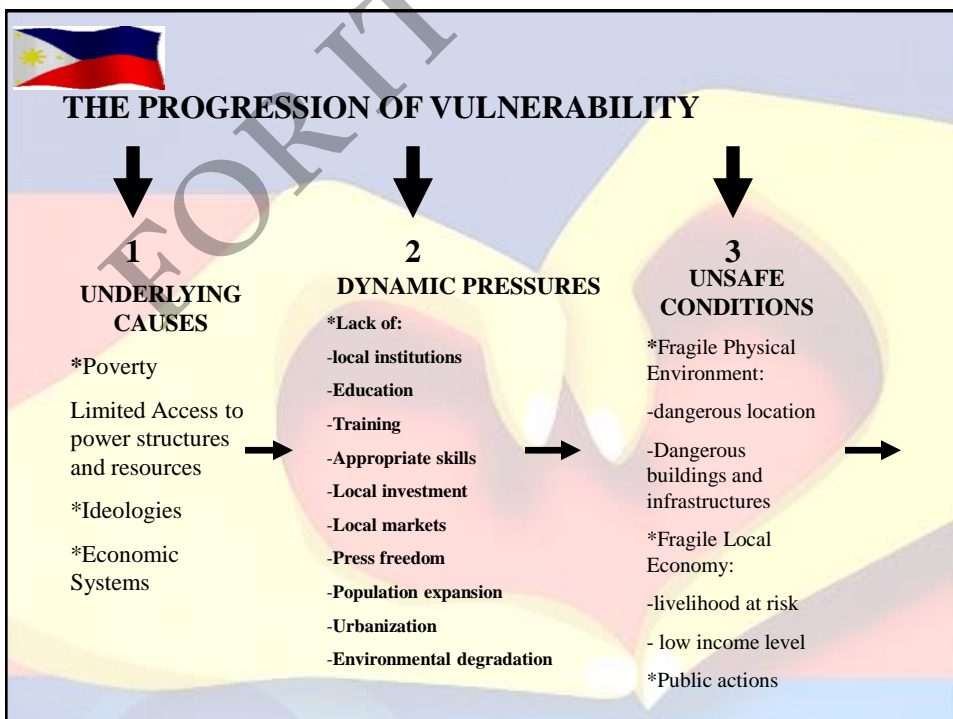 FOR IT
THE PROGRESSION OF VULNERABILITY
1
UNDERLYING
CAUSES
*Poverty
Limited Access to
power structures
and resources
*Ideologies
*Economic
Systems
2
DYNAMIC PRESSURES
*Lack of:
-local institutions
-Education
-Training
-Appropriate skills
-Local investment
-Local markets
-Press freedom
-Population expansion
-Urbanization
-Environmental degradation
3
UNSAFE
CONDITIONS
*Fragile Physical
Environment:
-dangerous location
-Dangerous
buildings and
infrastructures
*Fragile Local
Economy:
-livelihood at risk
- low income level
*Public actions